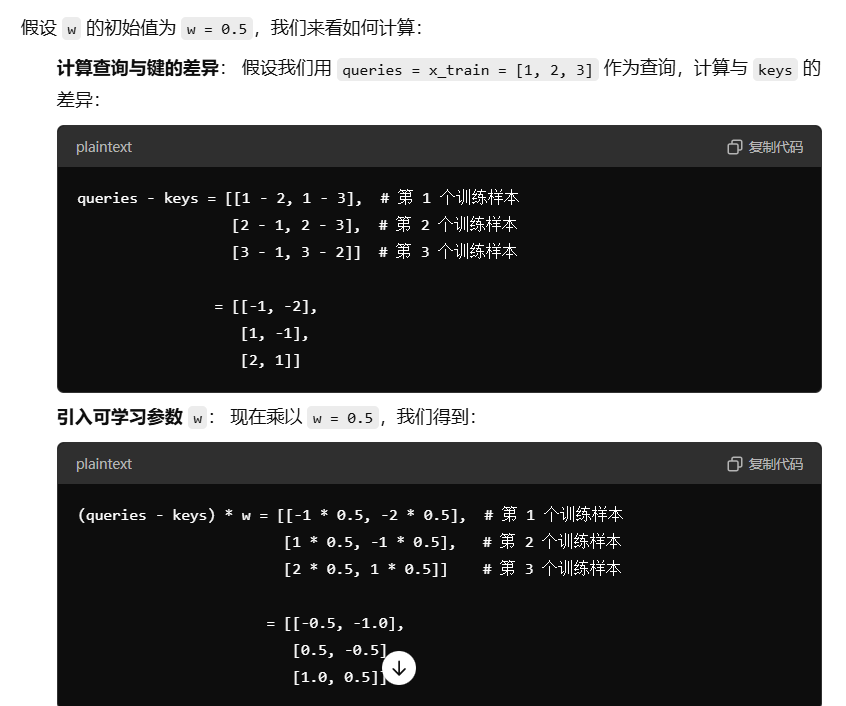 假设 w 的初始值为 w = 0.5，我们来看如何计算：
计算查询与键的差异： 假设我们用 queries = x_train = [1, 2, 3] 作为查询，计算与 keys 的
差异：
plaintext 复制代码
queries - keys = [[1 - 2, 1 - 3],  # 第 1 个训练样本
[2 - 1, 2 - 3],  # 第 2 个训练样本
[3 - 1, 3 - 2]]  # 第 3 个训练样本
= [[-1, -2],
[1, -1],
[2, 1]]
引入可学习参数 w： 现在乘以 w = 0.5，我们得到：
plaintext 复制代码
(queries - keys) * w = [[-1 * 0.5, -2 * 0.5],  # 第 1 个训练样本
[1 * 0.5, -1 * 0.5],   # 第 2 个训练样本
[2 * 0.5, 1 * 0.5]]    # 第 3 个训练样本
= [[-0.5, -1.0],
[0.5, -0.5]
[1.0, 0.5]]